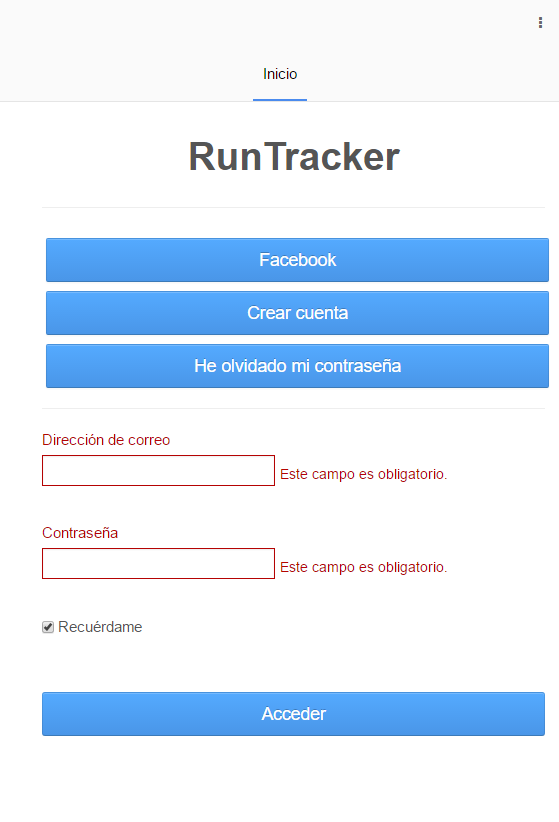 Inicio
RunTracker
Facebook
Crear cuenta
He olvidado mi contraseña
Dirección de correo
Este campo es obligatorio.
Contraseña
Este campo es obligatorio.
Recuérdame
Acceder